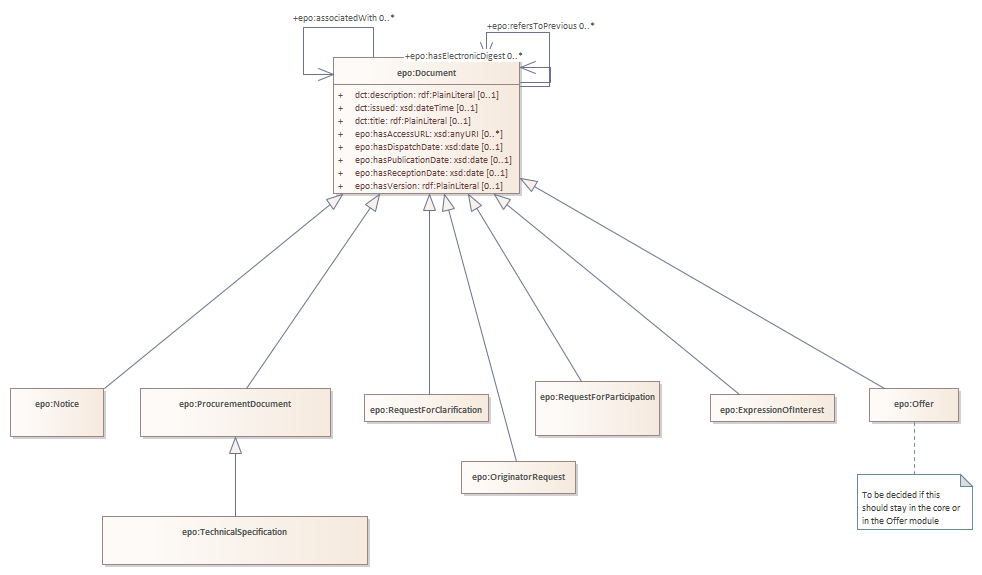 +epo:associatedWith 0..*
+epo:refersToPrevious 0..*
+epo:hasElectronicDigest 0..*
epo:Document
+ dct:description: rdf:PlainLiteral [0..1]
+ dct:issued: xsd:dateTime [0..1]
+ dct:title: rdf:PlainLiteral [0..1]
+ epo:hasAccessURL: xsd:anyURI [0..*]
+ epo:hasDispatchDate: xsd:date [0..1]
+ epo:hasPublicationDate: xsd:date [0..1]
+ epo:hasReceptionDate: xsd:date [0..1]
+ epo:hasVersion: rdf:PlainLiteral [0..1]
epo:Notice
epo:ProcurementDocument
epo:RequestForClarification
epo:RequestForParticipation
epo:ExpressionOfInterest
epo:Offer
epo:OriginatorRequest
To be decided if this
should stay in the core or
in the Offer module
epo:TechnicalSpecification